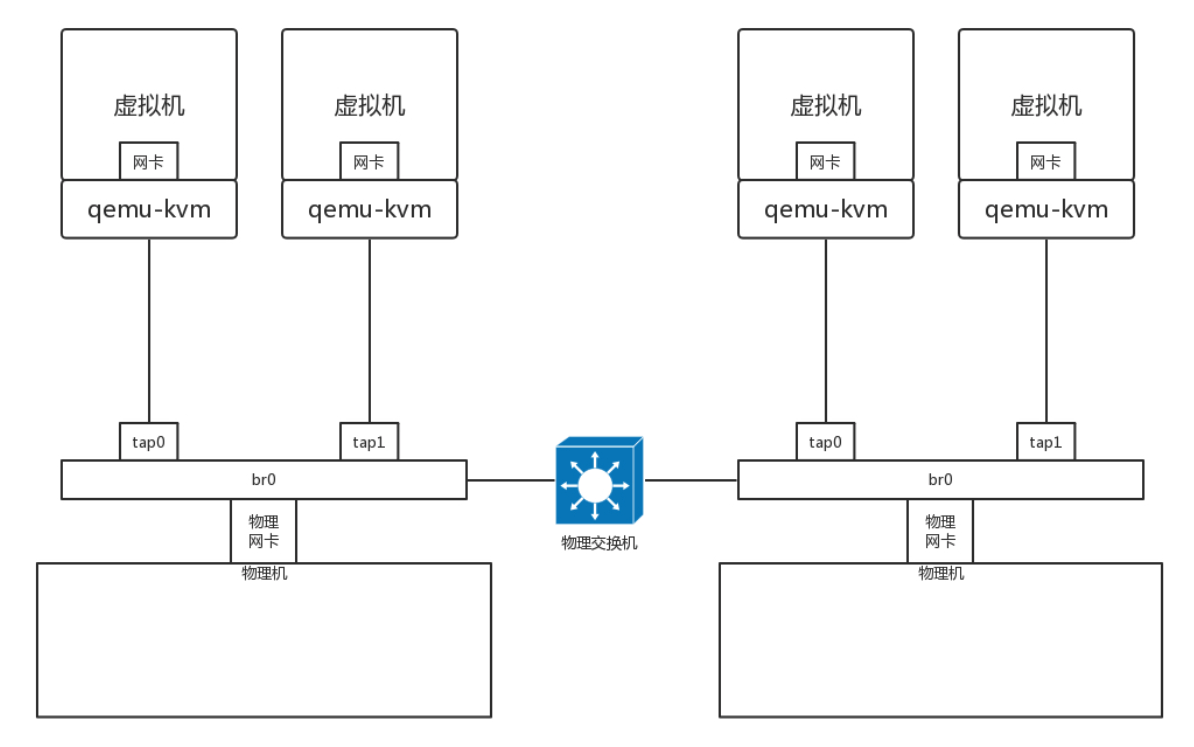 虚拟机
虚拟机
虚拟机
虚拟机
网卡
网卡
网卡
网卡
qemu-kvm
qemu-kvm
qemu-kvm
qemu-kvm
tap0
tap1
tap0
tap1
br0
br0
物理
网卡
物理
网卡
物理交换机
物理机
物理机